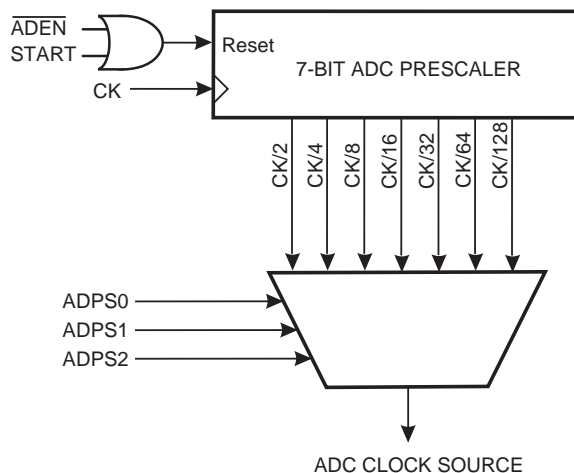 ADEN
START
Reset
7-BIT ADC PRESCALER
CK
CK/2
CK/4
CK/8
CK/16
CK/32
CK/64
CK/128
ADPS0
ADPS1
ADPS2
ADC CLOCK SOURCE